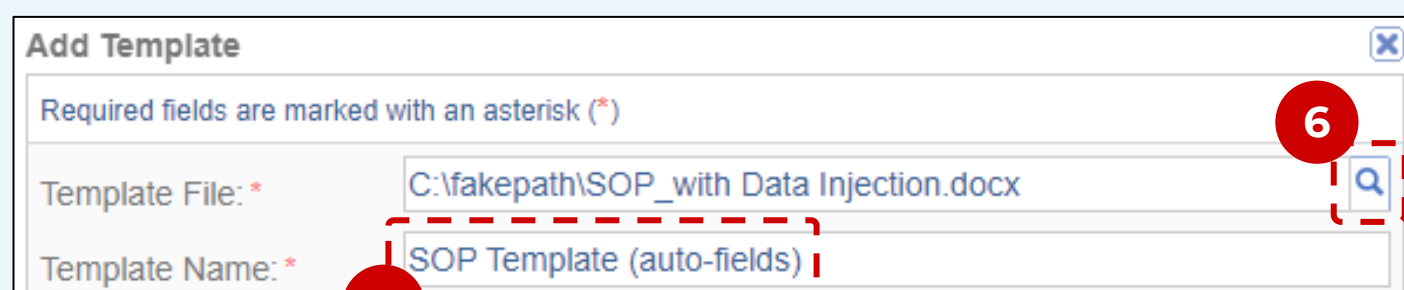 Add Template
Required fields are marked with an asterisk (*)
6
Template File: *
C:\fakepath\SOP_with Data Injection.docx
Template Name: *
SOP Template (auto-fields)